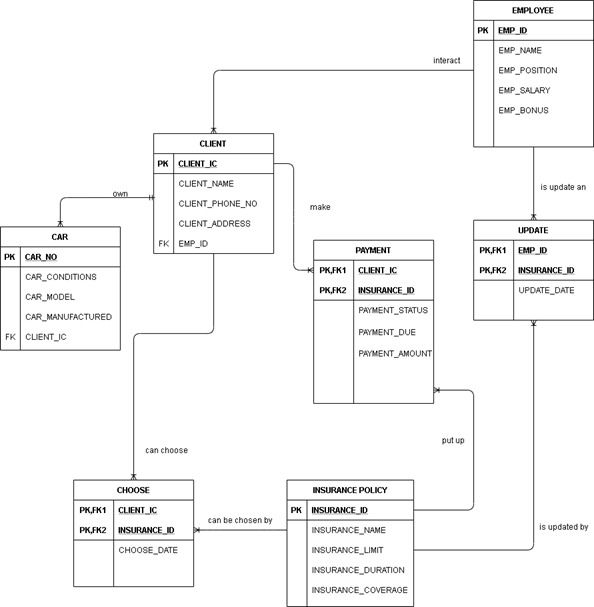 EMPLOYEE
PK EMP_ID
EMP_NAME
EMP_POSITION
EMP_SALARY
EMP_BONUS
interact
CLIENT
PK CLIENT_IC
CLIENT_NAME
CLIENT_PHONE_NO
CLIENT_ADDRESS
FK EMP_ID
own
make
is update an
CAR
PK CAR_NO
CAR_CONDITIONS
CAR_MODEL
CAR_MANUFACTURED
FK CLIENT_IC
PAYMENT
PK,FK1 CLIENT_IC
PK,FK2 INSURANCE_ID
PAYMENT_STATUS
PAYMENT_DUE
PAYMENT_AMOUNT
UPDATE
PK,FK1 EMP_ID
PK,FK2 INSURANCE_ID
UPDATE_DATE
can choose
put up
CHOOSE
PK,FK1 CLIENT_IC
PK,FK2 INSURANCE_ID
CHOOSE_DATE
can be chosen by
INSURANCE POLICY
PK INSURANCE_ID
INSURANCE_NAME
INSURANCE_LIMIT
INSURANCE_DURATION
INSURANCE_COVERAGE
is updated by